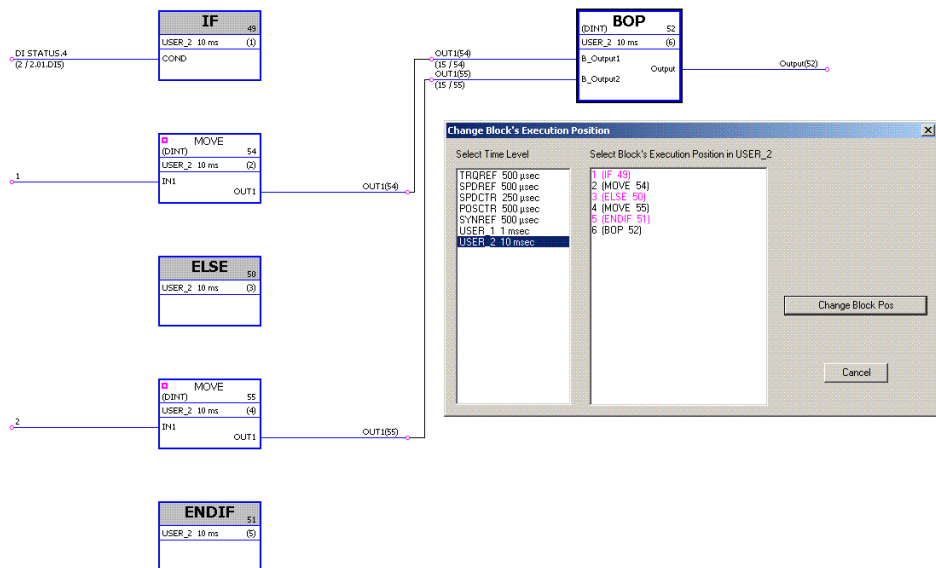 IF
49
USER_2 10 ms (1)
COND
DI STATUS.4
(2 / 2.01.DI5)
MOVE
(DINT) 54
USER_2 10 ms (2)
IN1
OUT1
1
OUT1(54)
ELSE
50
USER_2 10 ms (3)
MOVE
(DINT) 55
USER_2 10 ms (4)
IN1
OUT1
2
OUT1(55)
ENDIF
51
USER_2 10 ms (5)
BOP
(DINT) 52
USER_2 10 ms (6)
B_Output1
Output
B_Output2
OUT1(54)
(15 / 54)
OUT1(55)
(15 / 55)
Output(52)
Change Block's Execution Position
Select Time Level
TRQREF 500 µsec
SPDREF 500 µsec
SPDCTR 250 µsec
POSCTR 500 µsec
SYNREF 500 µsec
USER_1 1 msec
USER_2 10 msec
Select Block's Execution Position in USER_2
1 (IF 49)
2 (MOVE 54)
3 (ELSE 50)
4 (MOVE 55)
5 (ENDIF 51)
6 (BOP 52)
Change Block Pos
Cancel